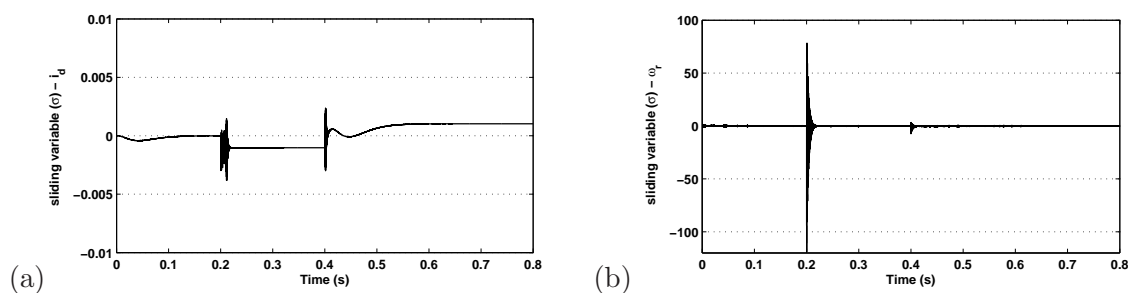 (a)
sliding variable (σ) − i_d
0.01
0.005
0
−0.005
−0.01
0 0.1 0.2 0.3 0.4 0.5 0.6 0.7 0.8
Time (s)
(b)
sliding variable (σ) − ω_r
100
50
0
−50
−100
0 0.1 0.2 0.3 0.4 0.5 0.6 0.7 0.8
Time (s)